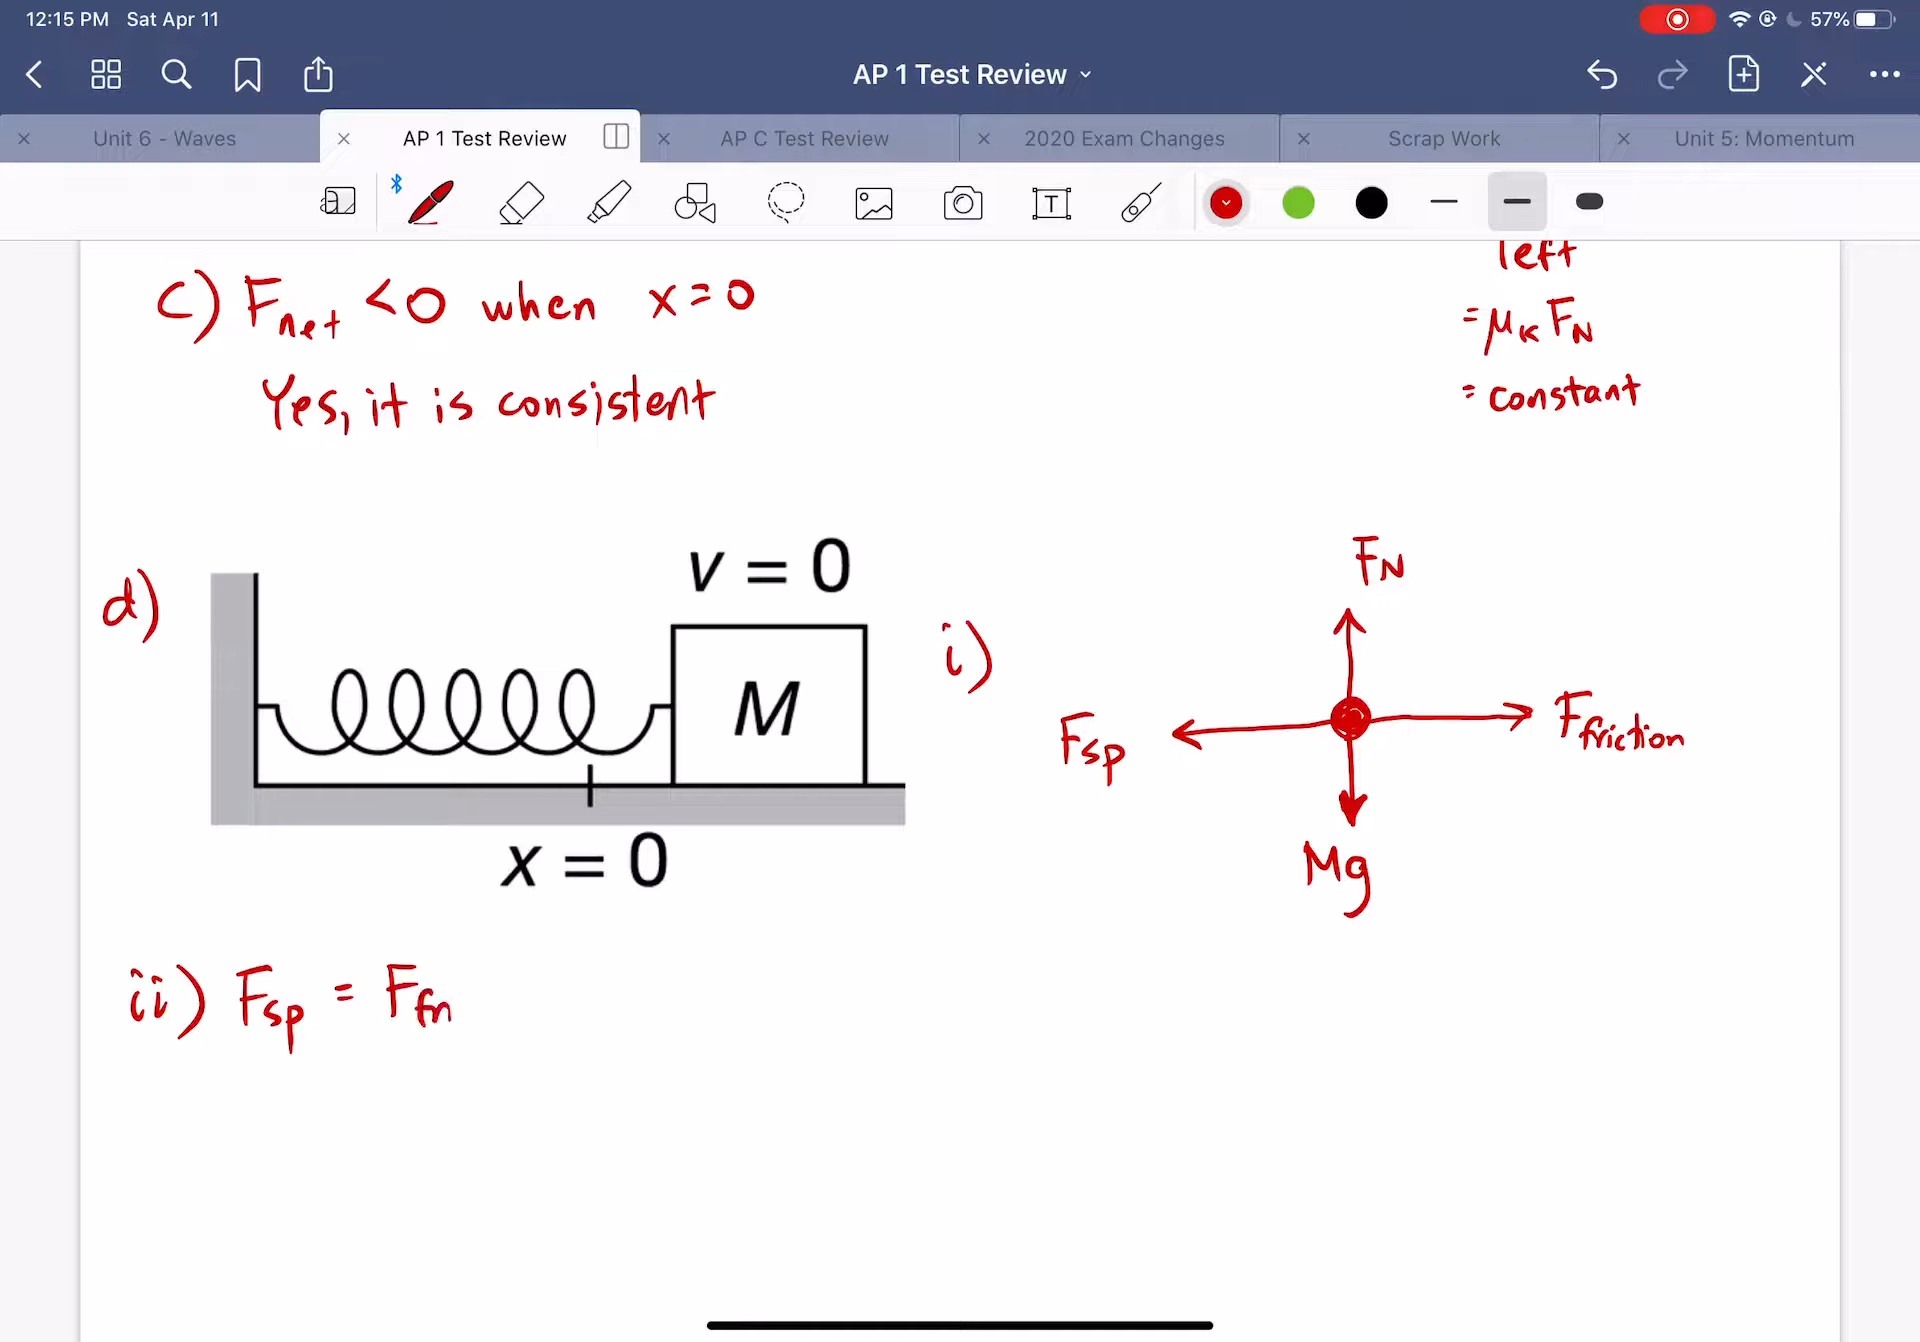 12:15 PM Sat Apr 11
57%
AP 1 Test Review
Unit 6 - Waves
AP 1 Test Review
AP C Test Review
2020 Exam Changes
Scrap Work
Unit 5: Momentum
a
T
left
c) Fnet <0 when x=0
= μK FN
Yes, it is consistent
= constant
d)
v = 0
M
x = 0
i)
FN
Fsp
Ffriction
Mg
ii) Fsp = Ffri